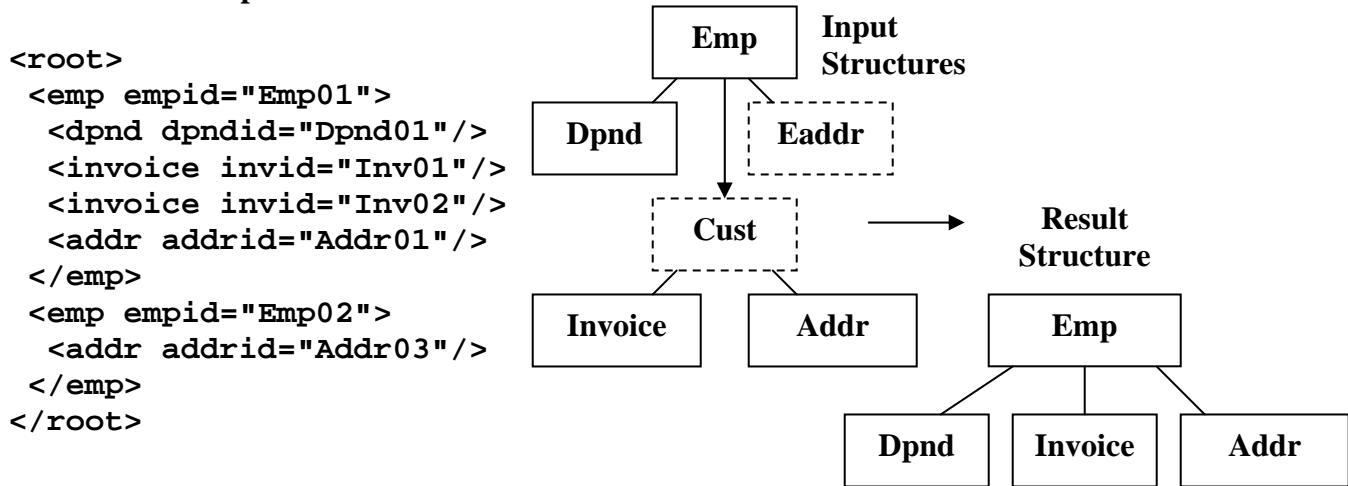 <root>
<emp empid="Emp01">
<dpnd dpndid="Dpnd01"/>
<invoice invid="Inv01"/>
<invoice invid="Inv02"/>
<addr addrid="Addr01"/>
</emp>
<emp empid="Emp02">
<addr addrid="Addr03"/>
</emp>
</root>
Emp
Input
Structures
Dpnd
Eaddr
Cust
Invoice
Addr
Result
Structure
Emp
Dpnd
Invoice
Addr